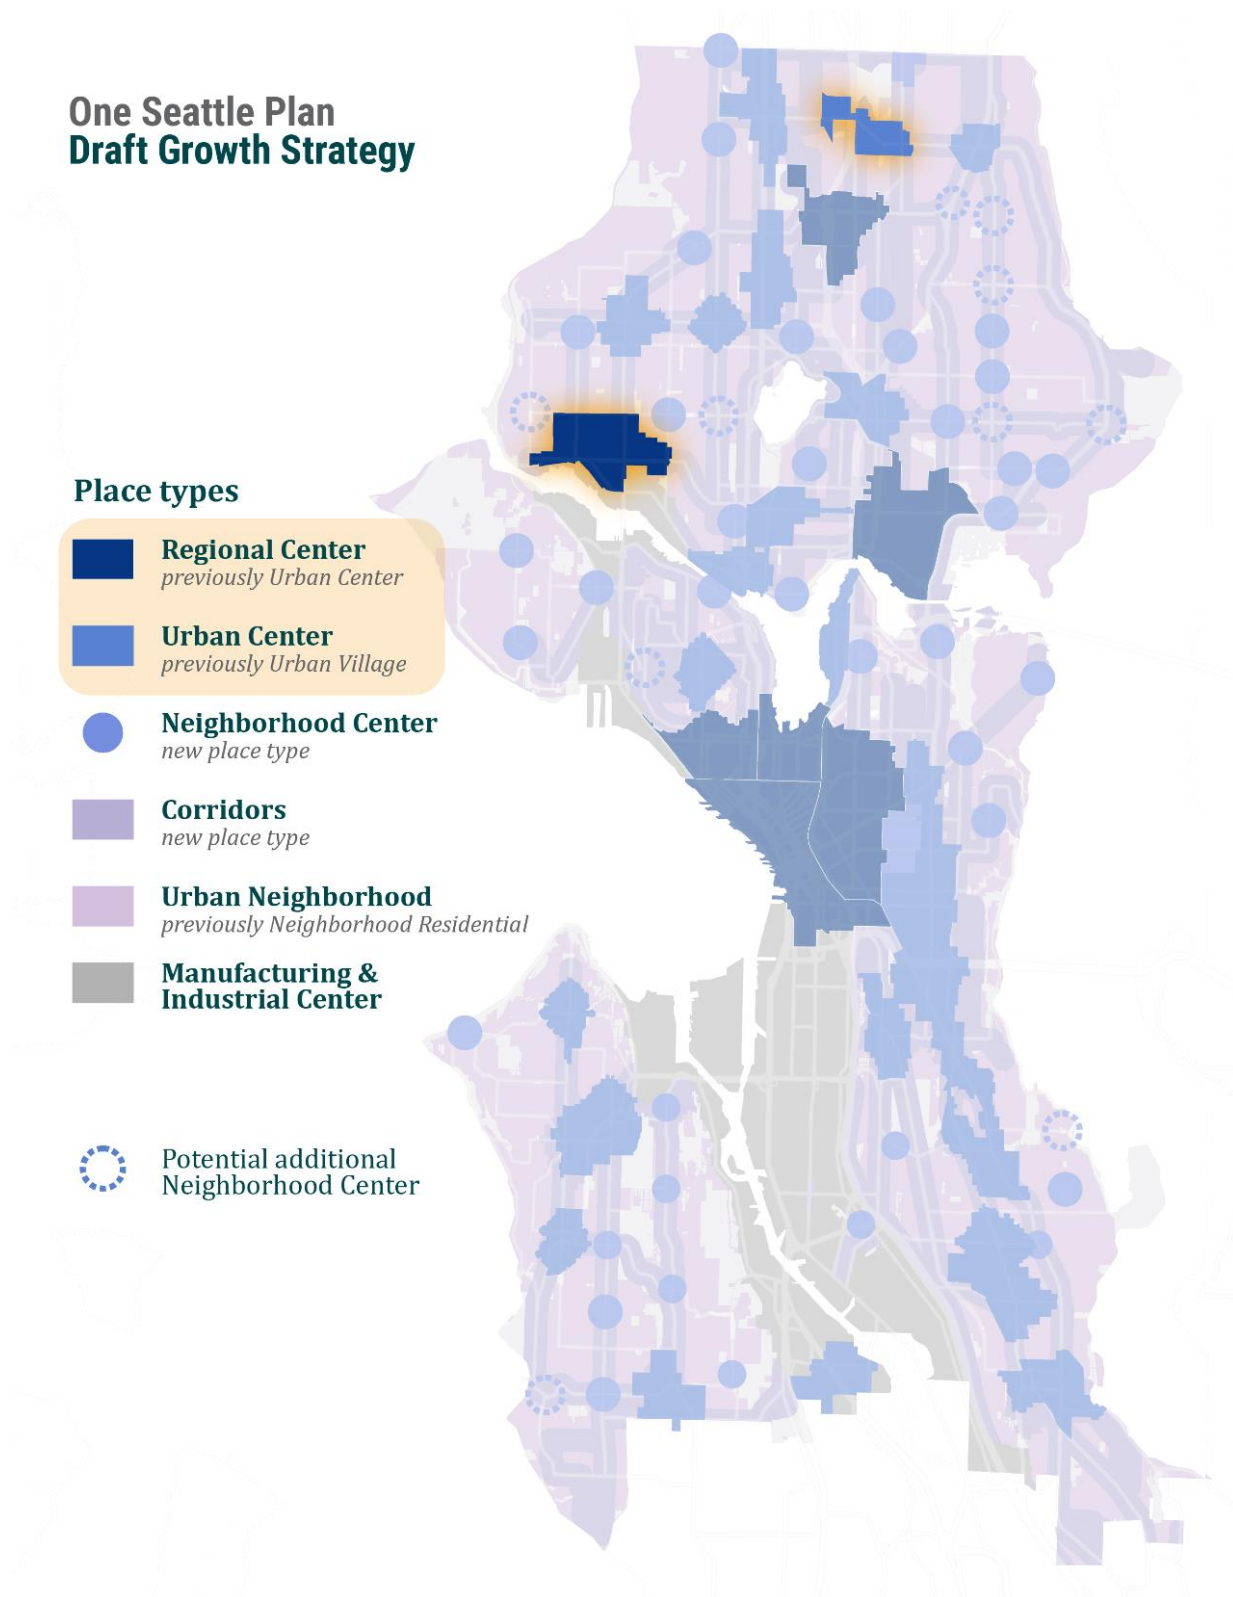 One Seattle Plan
Draft Growth Strategy
Place types
Regional Center
previously Urban Center
Urban Center
previously Urban Village
Neighborhood Center
new place type
Corridors
new place type
Urban Neighborhood
previously Neighborhood Residential
Manufacturing &
Industrial Center
Potential additional
Neighborhood Center